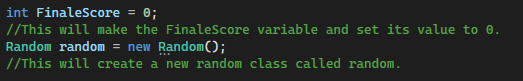 int FinaleScore = 0;
//This will make the FinaleScore variable and set its value to 0.
Random random = new Random();
//This will create a new random class called random.